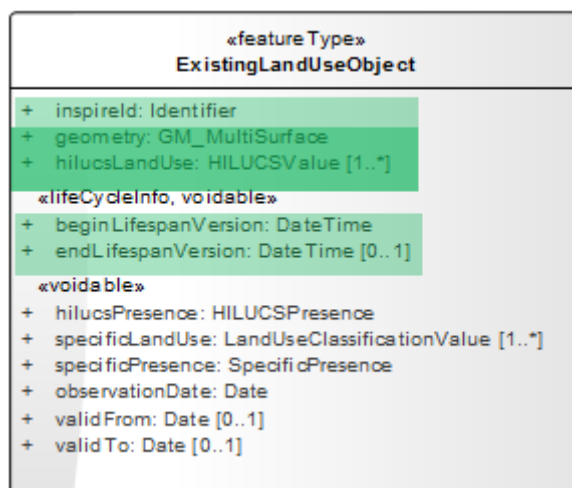 «featureType»
ExistingLandUseObject
+ inspireId: Identifier
+ geometry: GM_MultiSurface
+ hilucsLandUse: HILUCSValue [1..*]
«lifeCycleInfo, voidable»
+ beginLifespanVersion: DateTime
+ endLifespanVersion: DateTime [0..1]
«voidable»
+ hilucsPresence: HILUCSPresence
+ specificLandUse: LandUseClassificationValue [1..*]
+ specificPresence: SpecificPresence
+ observationDate: Date
+ validFrom: Date [0..1]
+ validTo: Date [0..1]